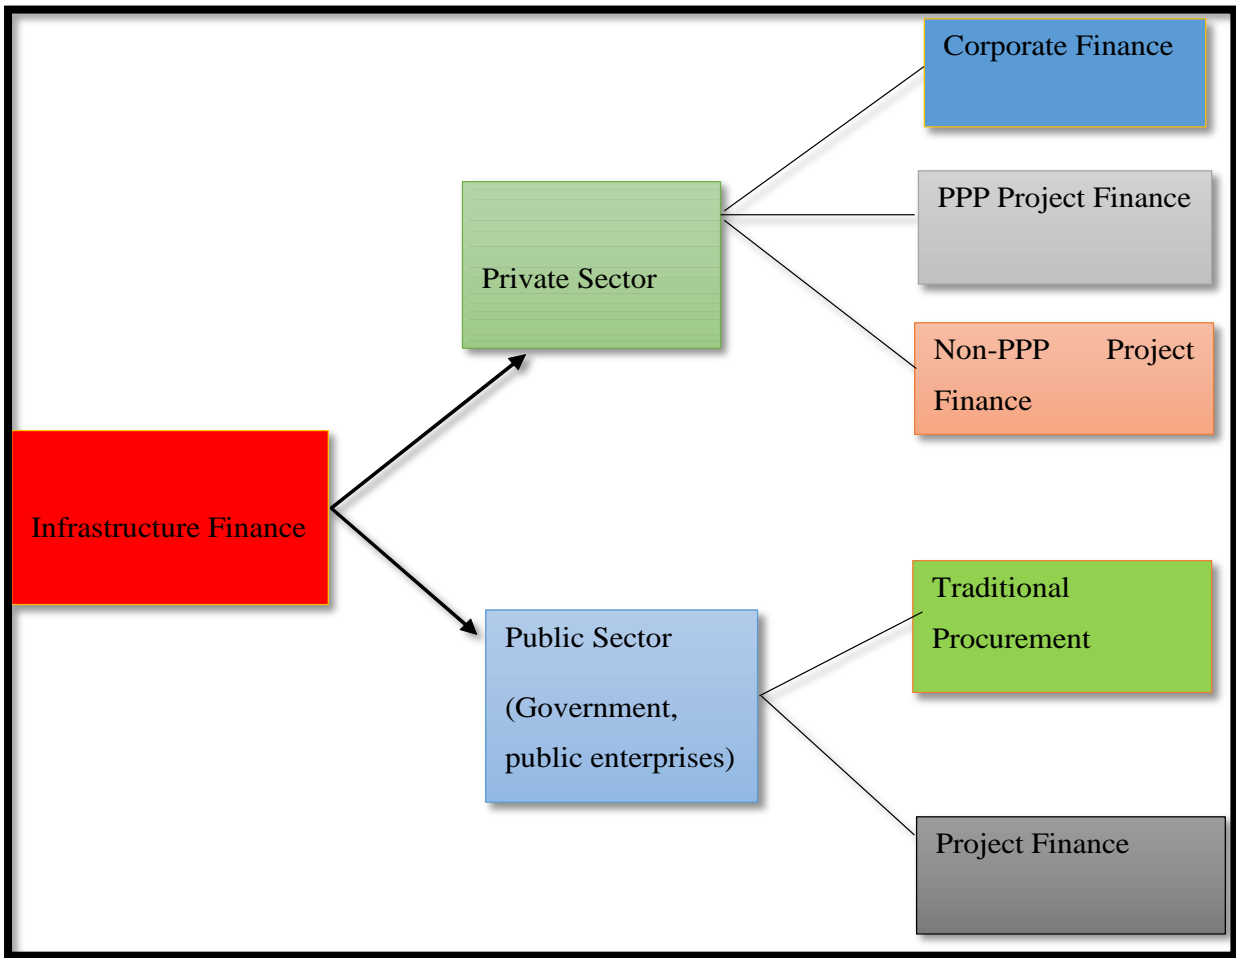 Corporate Finance
PPP Project Finance
Private Sector
Non-PPP Project
Finance
Infrastructure Finance
Traditional
Procurement
Public Sector
(Government,
public enterprises)
Project Finance